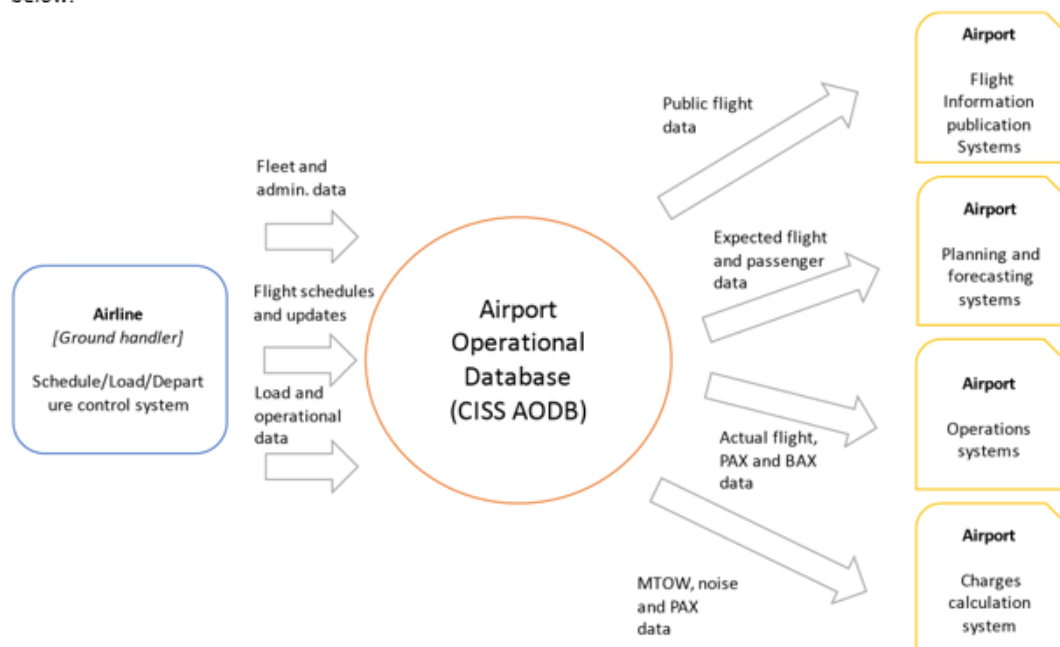 below.
Airline
[Ground handler]
Schedule/Load/Depart
ure control system
Fleet and
admin. data
Flight schedules
and updates
Load and
operational
data
Airport
Operational
Database
(CISS AODB)
Public flight
data
Expected flight
and passenger
data
Actual flight,
PAX and BAX
data
MTOW, noise
and PAX
data
Airport
Flight
Information
publication
Systems
Airport
Planning and
forecasting
systems
Airport
Operations
systems
Airport
Charges
calculation
system